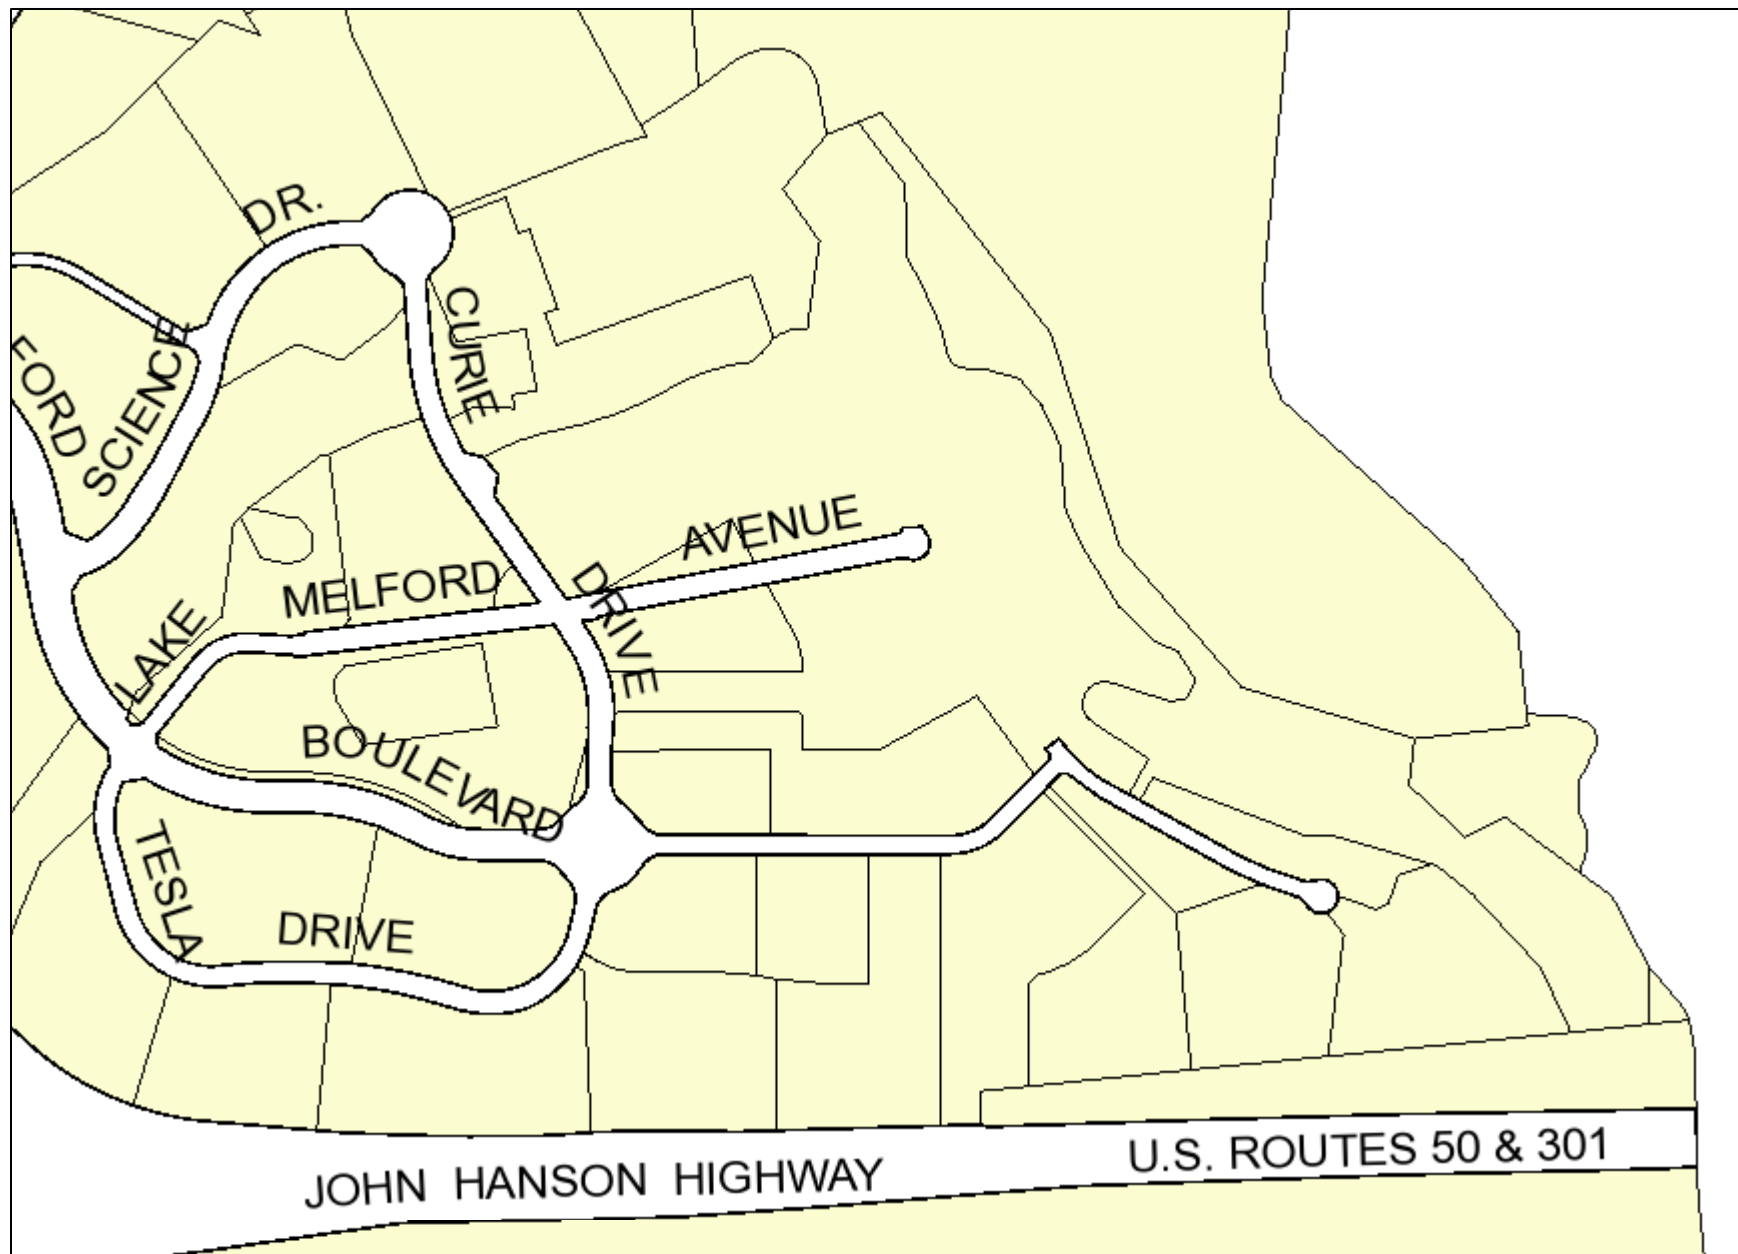 DR.
CURIE
SCIENCE
FORD
AVENUE
MELFORD
DRIVE
LAKE
BOULEVARD
TESLA
DRIVE
U.S. ROUTES 50 & 301
JOHN HANSON HIGHWAY